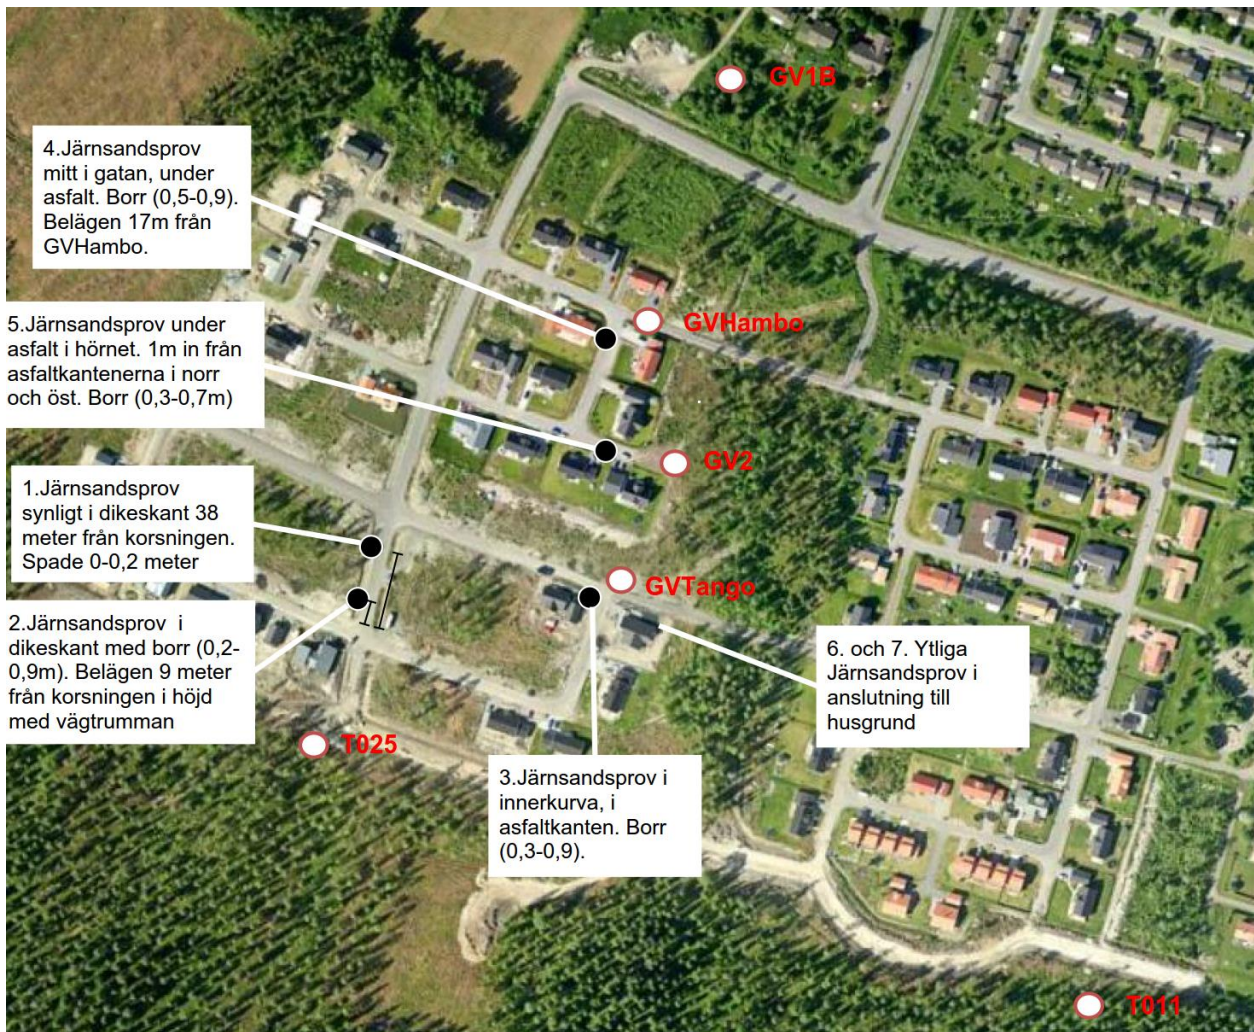 GV1B
4.Järnsandsprov
mitt i gatan, under
asfalt. Borr (0,5-0,9).
Belägen 17m från
GVHambo.
GVHambo
5.Järnsandsprov under
asfalt i hörnet. 1m in från
asfaltkantenerna i norr
och öst. Borr (0,3-0,7m)
GV2
1.Järnsandsprov
synligt i dikeskant 38
meter från korsningen.
Spade 0-0,2 meter
GVTango
2.Järnsandsprov i
dikeskant med borr (0,2-
0,9m). Belägen 9 meter
från korsningen i höjd
med vägtrumman
6. och 7. Ytliga
Järnsandsprov i
anslutning till
husgrund
T025
3.Järnsandsprov i
innerkurva, i
asfaltkanten. Borr
(0,3-0,9).
T011